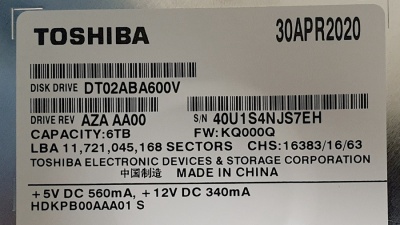 TOSHIBA 30APR2020
DISK DRIVE DT02ABA600V
DRIVE REV AZA AA00 S/N 40U1S4NJS7EH
CAPACITY:6TB FW:KQ000Q
LBA 11,721,045,168 SECTORS CHS:16383/16/63
TOSHIBA ELECTRONIC DEVICES & STORAGE CORPORATION
中国制造 / MADE IN CHINA
+5V DC 560mA, +12V DC 340mA
HDKPB00AAA01 S